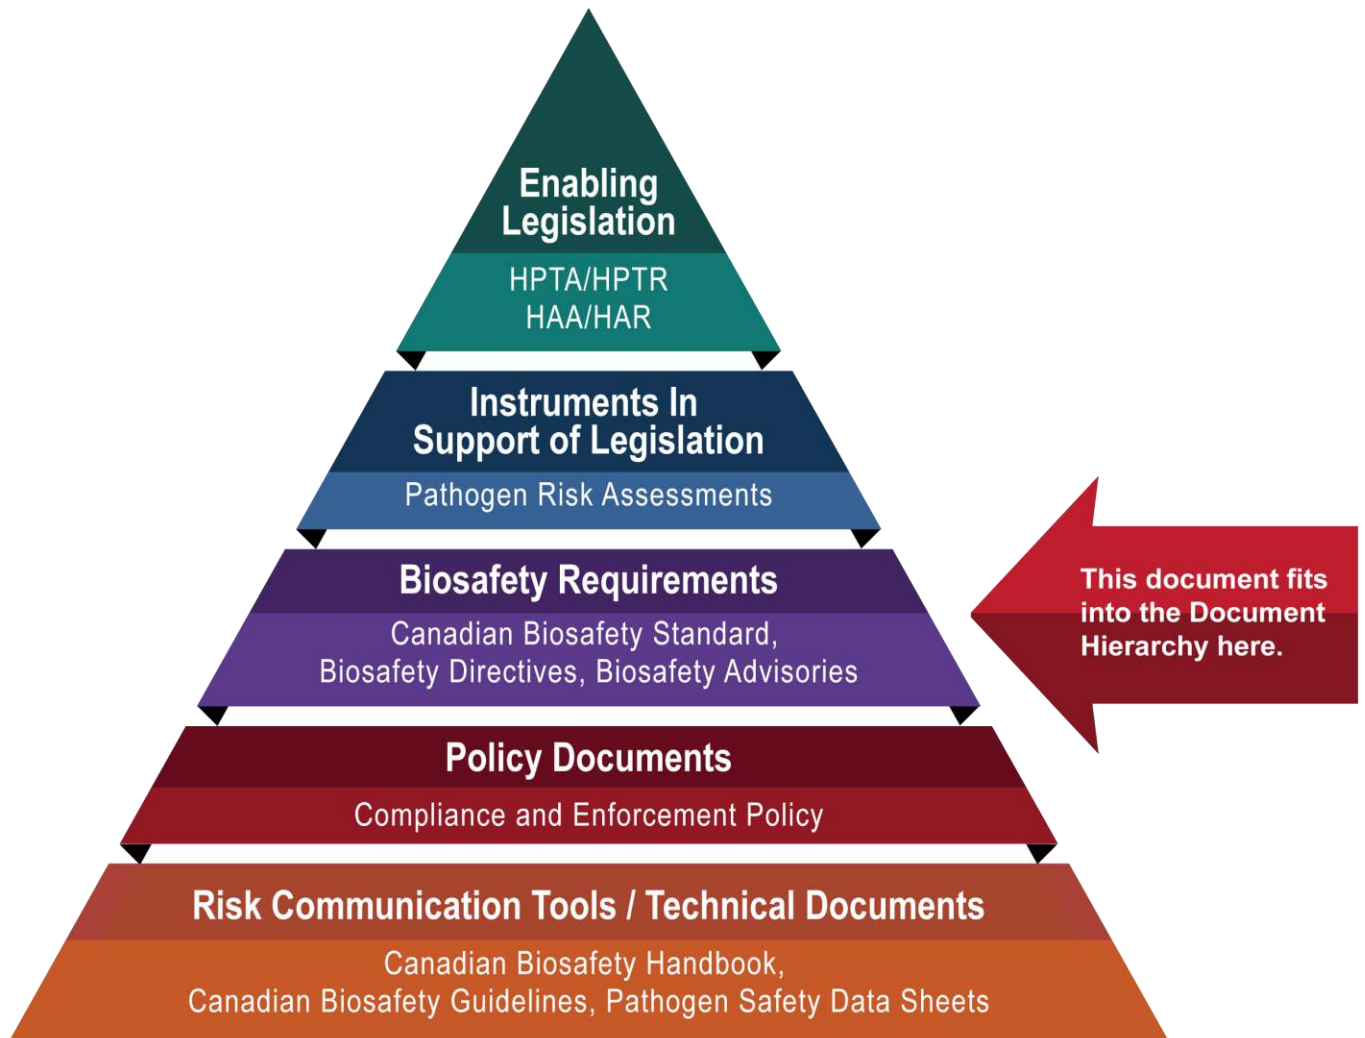 Enabling
Legislation
HPTA/HPTR
HAA/HAR
Instruments In
Support of Legislation
Pathogen Risk Assessments
Biosafety Requirements
Canadian Biosafety Standard,
Biosafety Directives, Biosafety Advisories
This document fits
into the Document
Hierarchy here.
Policy Documents
Compliance and Enforcement Policy
Risk Communication Tools / Technical Documents
Canadian Biosafety Handbook,
Canadian Biosafety Guidelines, Pathogen Safety Data Sheets